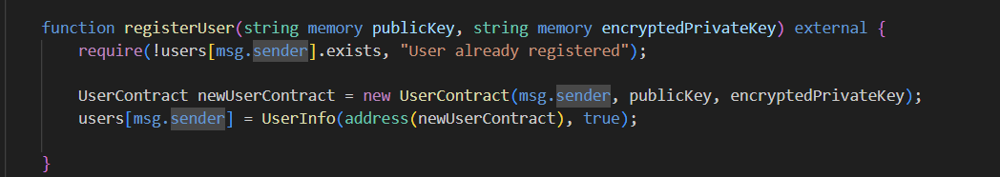 function registerUser(string memory publicKey, string memory encryptedPrivateKey) external {
require(!users[msg.sender].exists, "User already registered");
UserContract newUserContract = new UserContract(msg.sender, publicKey, encryptedPrivateKey);
users[msg.sender] = UserInfo(address(newUserContract), true);
}